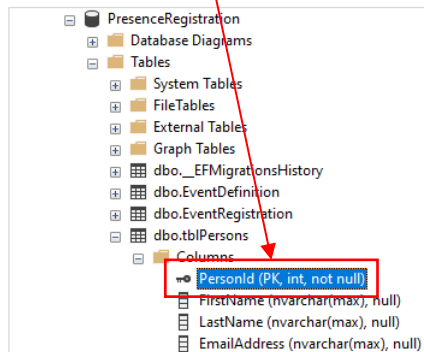 PresenceRegistration
Database Diagrams
Tables
System Tables
FileTables
External Tables
Graph Tables
dbo.__EFMigrationsHistory
dbo.EventDefinition
dbo.EventRegistration
dbo.tblPersons
Columns
PersonId (PK, int, not null)
FirstName (nvarchar(max), null)
LastName (nvarchar(max), null)
EmailAddress (nvarchar(max), null)